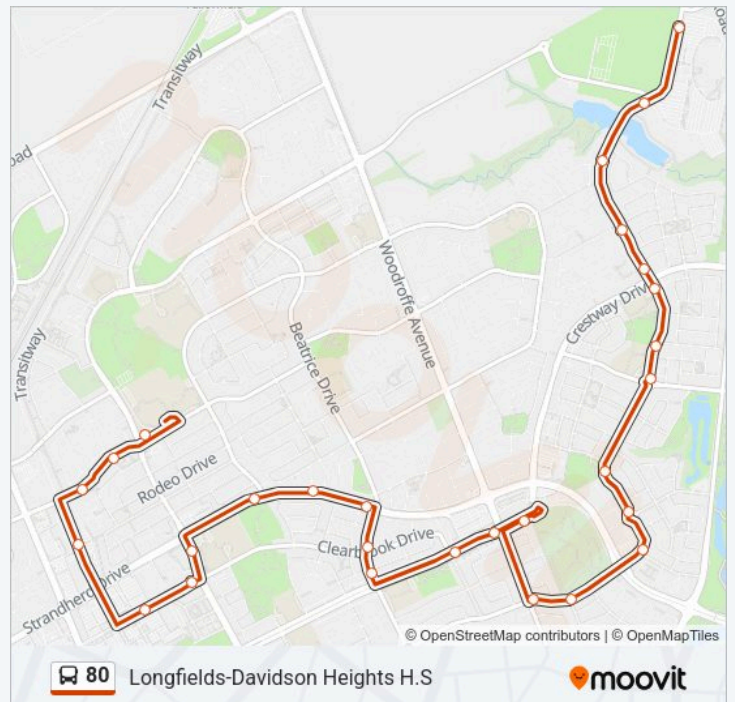 Transitway
oad
Road
Woodroffe Avenue
Crestway Drive
Transitway
Beatrice Drive
Rodeo Drive
Clearbrook Drive
Strandherd Drive
© OpenStreetMap contributors | © OpenMapTiles
80 Longfields-Davidson Heights H.S
moovit